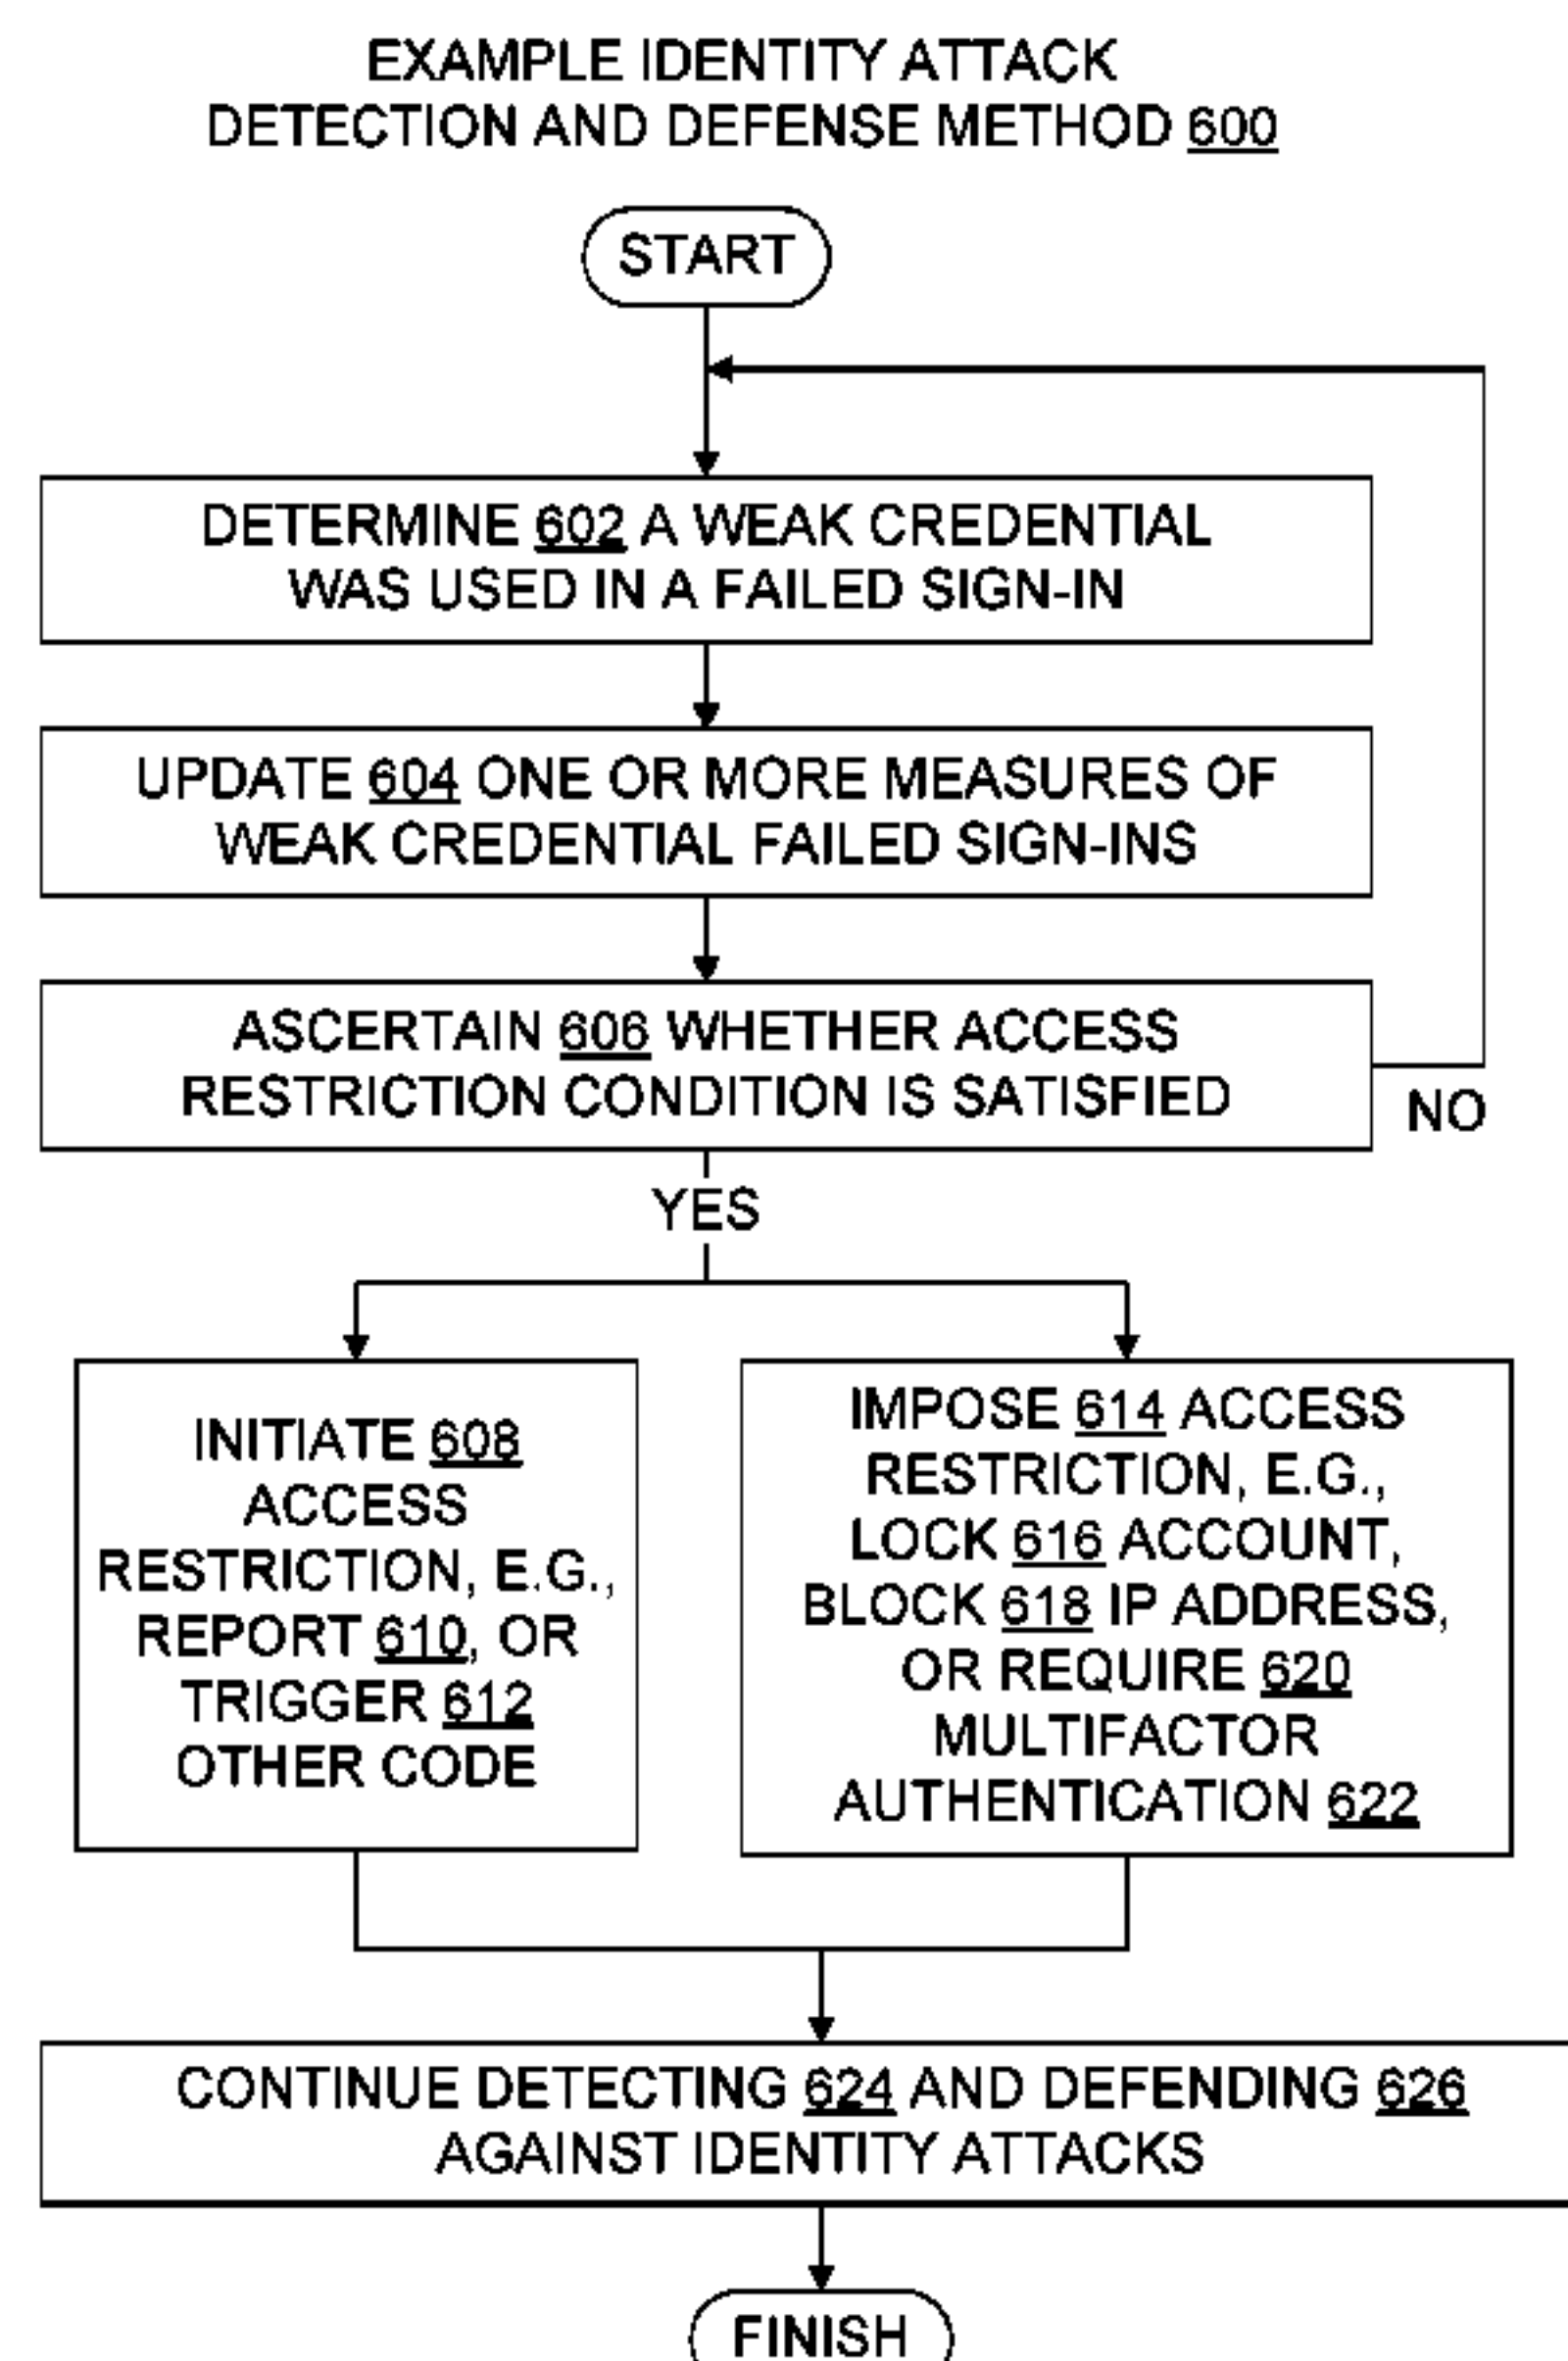 EXAMPLE IDENTITY ATTACK
DETECTION AND DEFENSE METHOD 600
START
DETERMINE 602 A WEAK CREDENTIAL
WAS USED IN A FAILED SIGN-IN
UPDATE 604 ONE OR MORE MEASURES OF
WEAK CREDENTIAL FAILED SIGN-INS
ASCERTAIN 606 WHETHER ACCESS
RESTRICTION CONDITION IS SATISFIED
NO
YES
INITIATE 608
ACCESS
RESTRICTION, E.G.,
REPORT 610, OR
TRIGGER 612
OTHER CODE
IMPOSE 614 ACCESS
RESTRICTION, E.G.,
LOCK 616 ACCOUNT,
BLOCK 618 IP ADDRESS,
OR REQUIRE 620
MULTIFACTOR
AUTHENTICATION 622
CONTINUE DETECTING 624 AND DEFENDING 626
AGAINST IDENTITY ATTACKS
FINISH